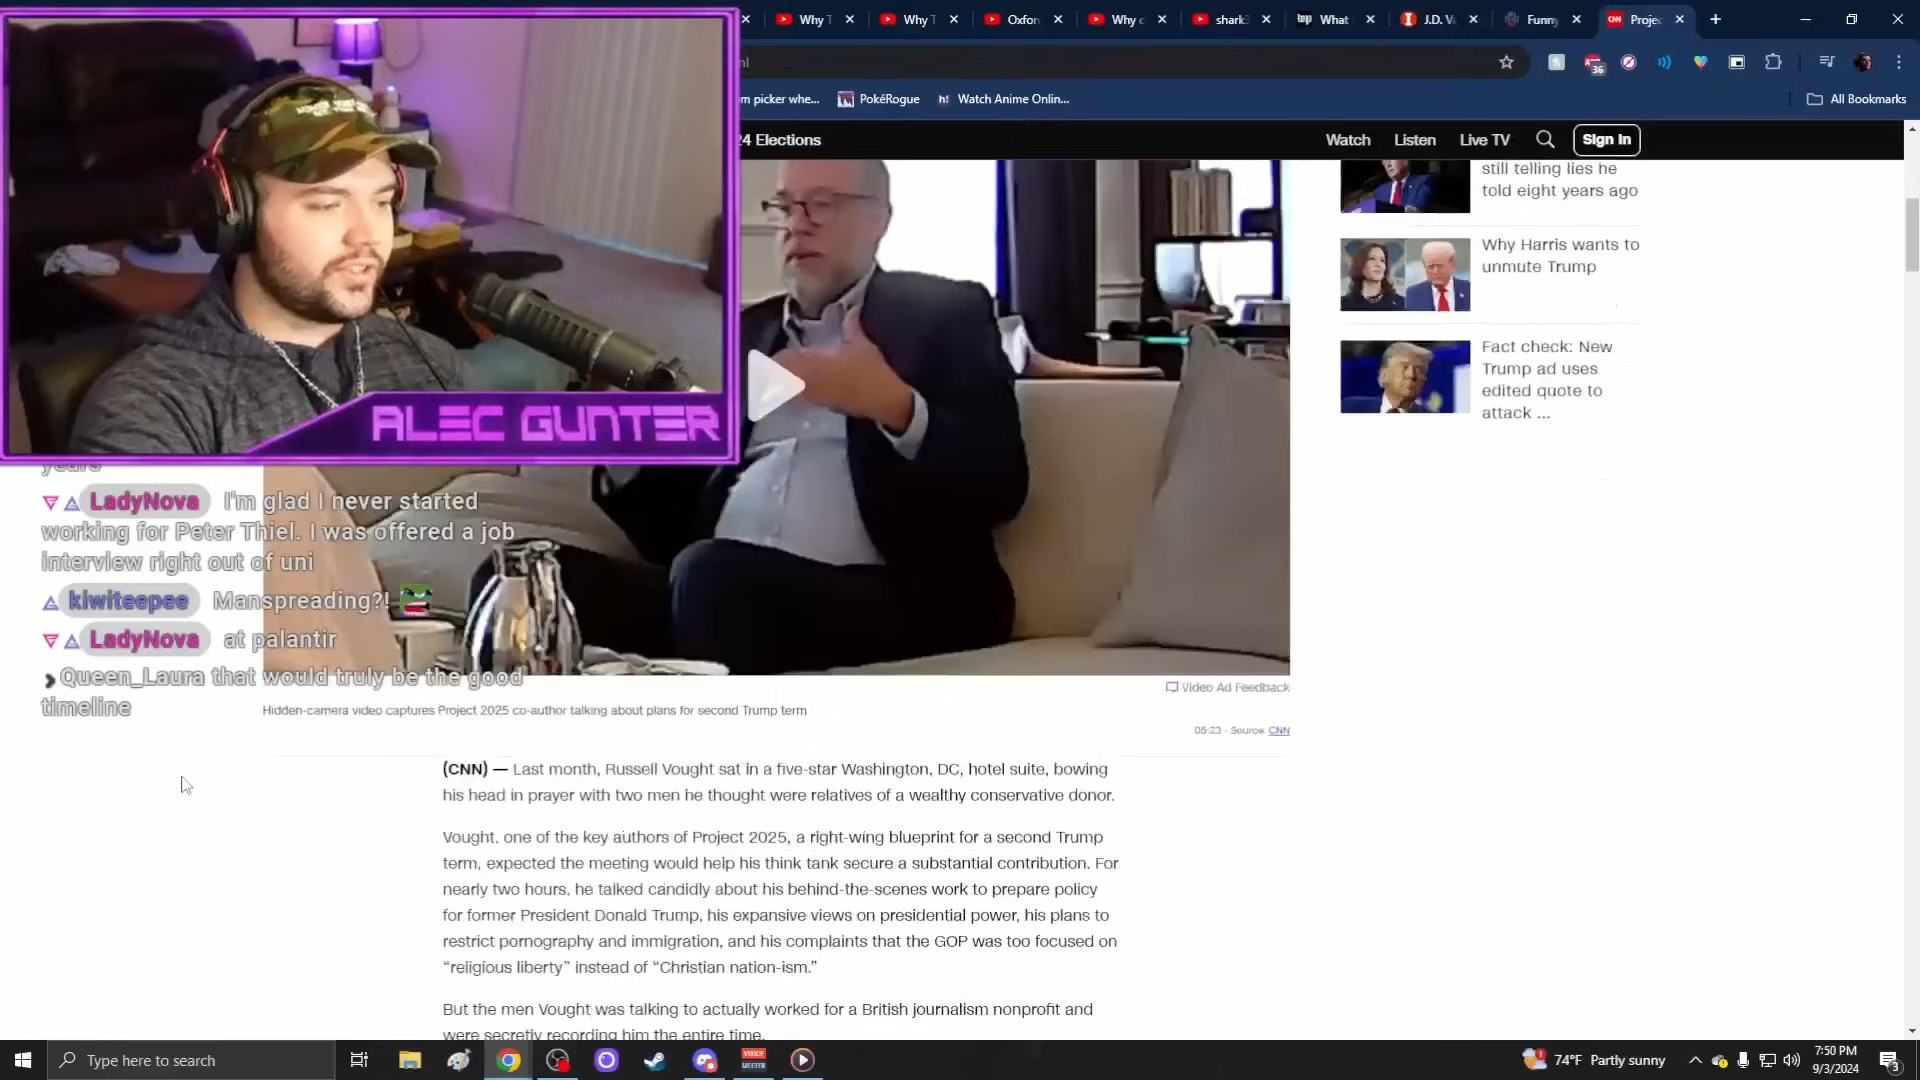 Why T
Why T
Oxfor
Why c
shark
What
J.D. Va
Funny
Projec
nl
36
m picker whe...
PokéRogue
h! Watch Anime Onlin...
All Bookmarks
24 Elections
Watch
Listen
Live TV
Sign In
still telling lies he
told eight years ago
Why Harris wants to
unmute Trump
Fact check: New
Trump ad uses
edited quote to
attack ...
ALEC GUNTER
years
LadyNova I'm glad I never started
working for Peter Thiel. I was offered a job
interview right out of uni
kiwiteepee Manspreading?!
LadyNova at palantir
Queen_Laura that would truly be the good
timeline
Video Ad Feedback
Hidden-camera video captures Project 2025 co-author talking about plans for second Trump term
06:23 - Source: CNN
(CNN) — Last month, Russell Vought sat in a five-star Washington, DC, hotel suite, bowing
his head in prayer with two men he thought were relatives of a wealthy conservative donor.
Vought, one of the key authors of Project 2025, a right-wing blueprint for a second Trump
term, expected the meeting would help his think tank secure a substantial contribution. For
nearly two hours, he talked candidly about his behind-the-scenes work to prepare policy
for former President Donald Trump, his expansive views on presidential power, his plans to
restrict pornography and immigration, and his complaints that the GOP was too focused on
“religious liberty” instead of “Christian nation-ism.”
But the men Vought was talking to actually worked for a British journalism nonprofit and
were secretly recording him the entire time.
Type here to search
74°F Partly sunny
7:50 PM
9/3/2024
3